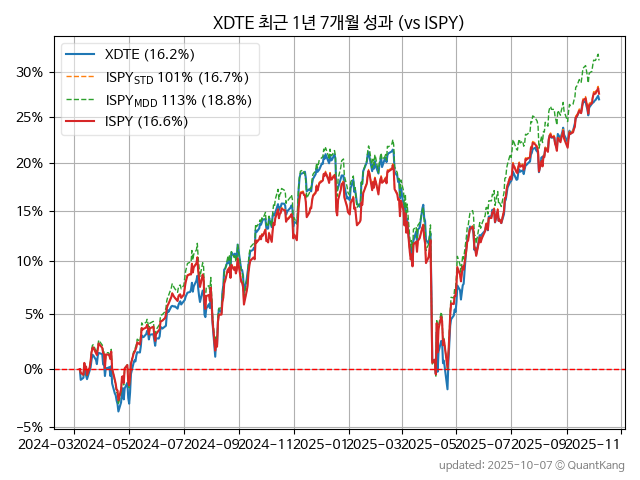 XDTE 최근 1년 7개월 성과 (vs ISPY)
XDTE (16.2%)
ISPYSTD 101% (16.7%)
ISPYMDD 113% (18.8%)
ISPY (16.6%)
30%
25%
20%
15%
10%
5%
0%
−5%
2024-03 2024-05 2024-07 2024-09 2024-11 2025-01 2025-03 2025-05 2025-07 2025-09 2025-11
updated: 2025-10-07 © QuantKang